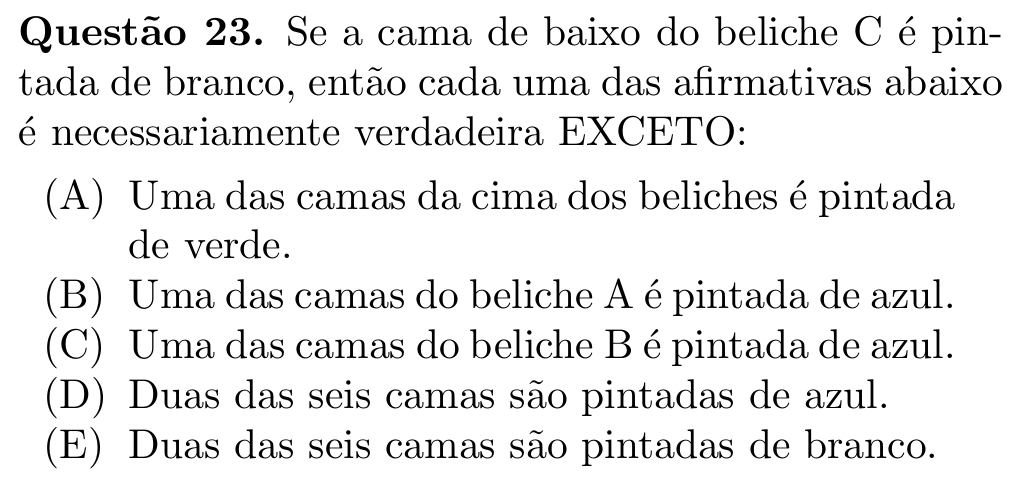 Questão 23. Se a cama de baixo do beliche C é pin-
tada de branco, então cada uma das afirmativas abaixo
é necessariamente verdadeira EXCETO:
(A) Uma das camas da cima dos beliches é pintada
de verde.
(B) Uma das camas do beliche A é pintada de azul.
(C) Uma das camas do beliche B é pintada de azul.
(D) Duas das seis camas são pintadas de azul.
(E) Duas das seis camas são pintadas de branco.